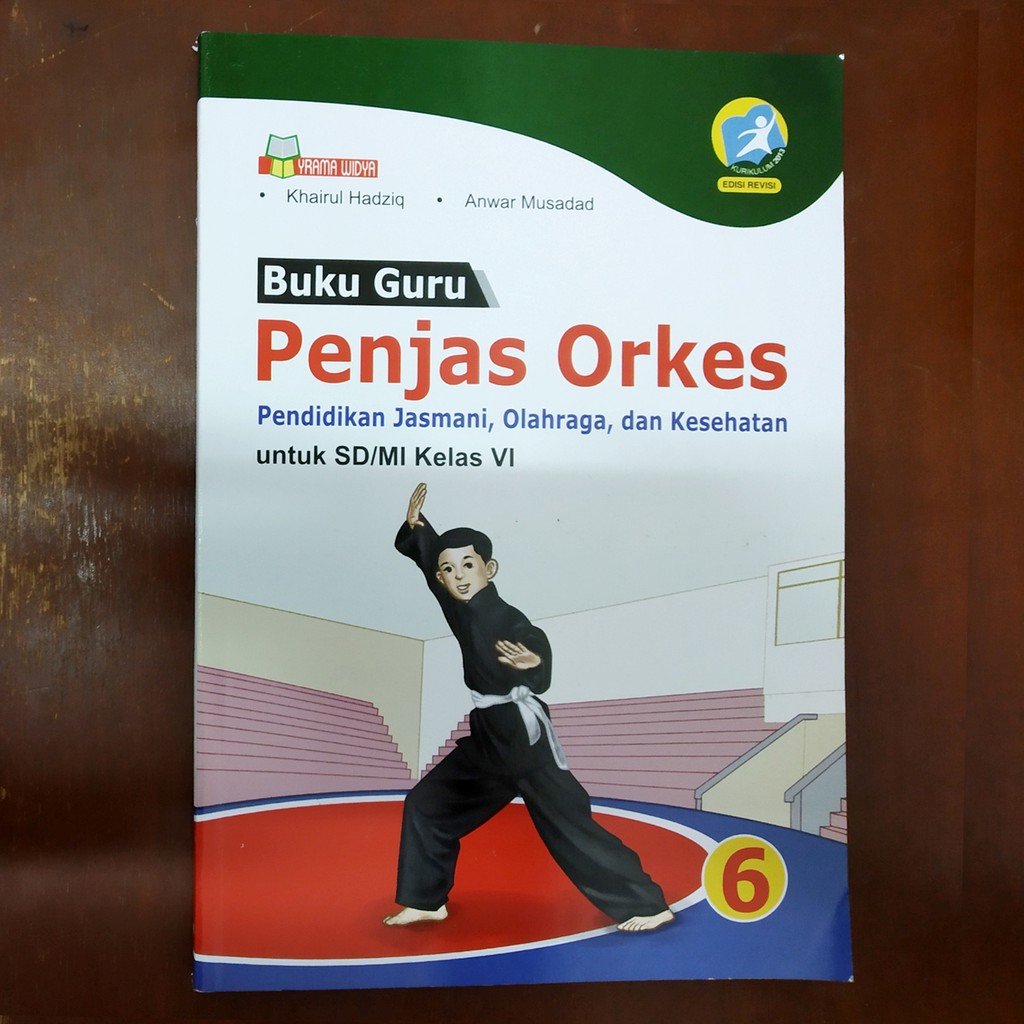 YRAMA WIDYA
• Khairul Hadziq • Anwar Musadad
KURIKULUM 2013
EDISI REVISI
Buku Guru
Penjas Orkes
Pendidikan Jasmani, Olahraga, dan Kesehatan
untuk SD/MI Kelas VI
6